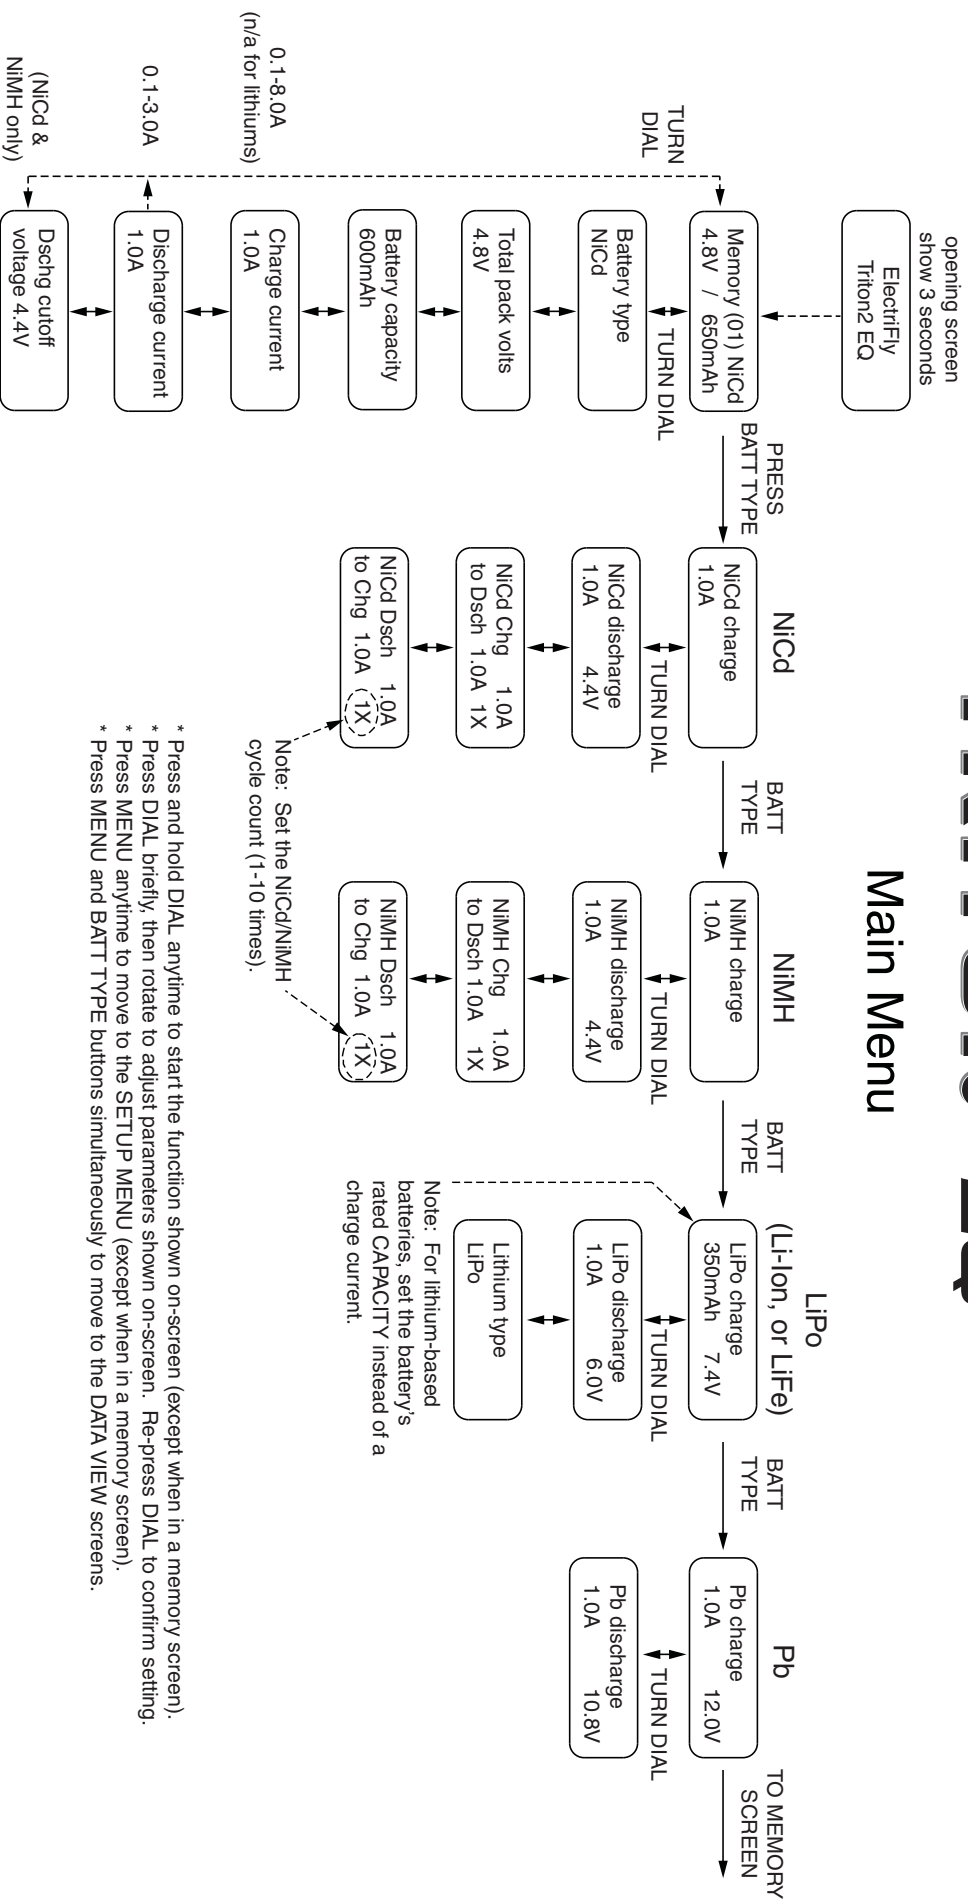 Main Menu
opening screen
show 3 seconds
ElectriFly
Triton2 EQ
TURN
DIAL
Memory (01) NiCd
4.8V / 650mAh
TURN DIAL
Battery type
NiCd
Total pack volts
4.8V
Battery capacity
600mAh
0.1-8.0A
(n/a for lithiums)
Charge current
1.0A
0.1-3.0A
Discharge current
1.0A
(NiCd &
NiMH only)
Dschg cutoff
voltage 4.4V
PRESS
BATT TYPE
NiCd
NiCd charge
1.0A
TURN DIAL
NiCd discharge
1.0A 4.4V
NiCd Chg 1.0A
to Dsch 1.0A 1X
NiCd Dsch 1.0A
to Chg 1.0A 1X
Note: Set the NiCd/NiMH
cycle count (1-10 times).
BATT
TYPE
NiMH
NiMH charge
1.0A
TURN DIAL
NiMH discharge
1.0A 4.4V
NiMH Chg 1.0A
to Dsch 1.0A 1X
NiMH Dsch 1.0A
to Chg 1.0A 1X
BATT
TYPE
LiPo
(Li-Ion, or LiFe)
LiPo charge
350mAh 7.4V
TURN DIAL
LiPo discharge
1.0A 6.0V
Lithium type
LiPo
Note: For lithium-based
batteries, set the battery's
rated CAPACITY instead of a
charge current.
BATT
TYPE
Pb
Pb charge
1.0A 12.0V
TURN DIAL
Pb discharge
1.0A 10.8V
TO MEMORY
SCREEN
* Press and hold DIAL anytime to start the functiion shown on-screen (except when in a memory screen).
* Press DIAL briefly, then rotate to adjust parameters shown on-screen. Re-press DIAL to confirm setting.
* Press MENU anytime to move to the SETUP MENU (except when in a memory screen).
* Press MENU and BATT TYPE buttons simultaneously to move to the DATA VIEW screens.